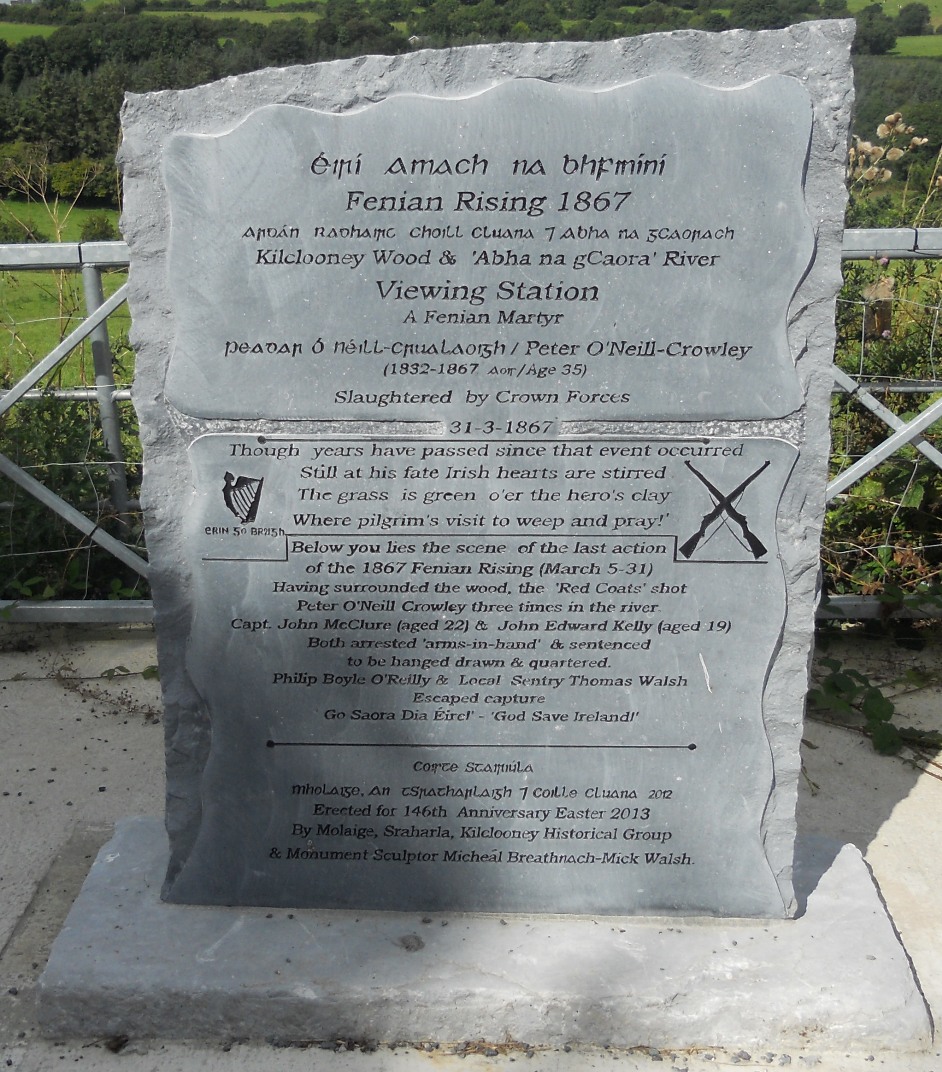 Éirí Amach na bhFíníní
Fenian Rising 1867
Ardán Radhairc Choill Cluana ⁊ Abha na gCaorach
Kilclooney Wood & 'Abha na gCaora' River
Viewing Station
A Fenian Martyr
Peadar Ó Néill-Crualaoigh / Peter O'Neill-Crowley
(1832-1867 Aois/Age 35)
Slaughtered by Crown Forces
31-3-1867
Though years have passed since that event occurred
Still at his fate Irish hearts are stirred
The grass is green o'er the hero's clay
Where pilgrim's visit to weep and pray!'
ERIN GO BRAGH
Below you lies the scene of the last action
of the 1867 Fenian Rising (March 5-31)
Having surrounded the wood, the 'Red Coats' shot
Peter O'Neill Crowley three times in the river.
Capt. John McClure (aged 22) & John Edward Kelly (aged 19)
Both arrested 'arms-in-hand' & sentenced
to be hanged drawn & quartered.
Philip Boyle O'Reilly & Local Sentry Thomas Walsh
Escaped capture
Go Saora Dia Éire!' - 'God Save Ireland!'
Coiste Stairiúla
Mholaige, An tSratharlaigh ⁊ Coille Cluana 2012
Erected for 146th Anniversary Easter 2013
By Molaige, Sraharla, Kilclooney Historical Group
& Monument Sculptor Micheál Breathnach-Mick Walsh.